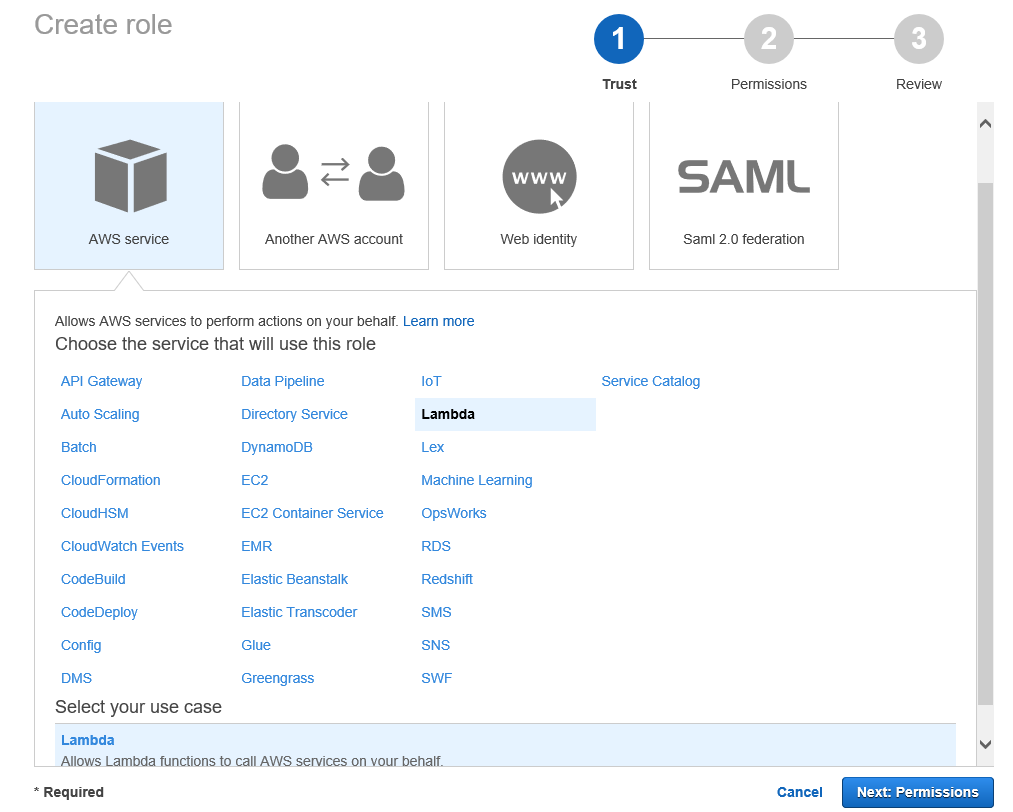 Create role
1 2 3
Trust Permissions Review
www SAML
AWS service Another AWS account Web identity Saml 2.0 federation
Allows AWS services to perform actions on your behalf. Learn more
Choose the service that will use this role
API Gateway Data Pipeline IoT Service Catalog
Auto Scaling Directory Service Lambda
Batch DynamoDB Lex
CloudFormation EC2 Machine Learning
CloudHSM EC2 Container Service OpsWorks
CloudWatch Events EMR RDS
CodeBuild Elastic Beanstalk Redshift
CodeDeploy Elastic Transcoder SMS
Config Glue SNS
DMS Greengrass SWF
Select your use case
Lambda
Allows Lambda functions to call AWS services on your behalf.
* Required Cancel Next: Permissions